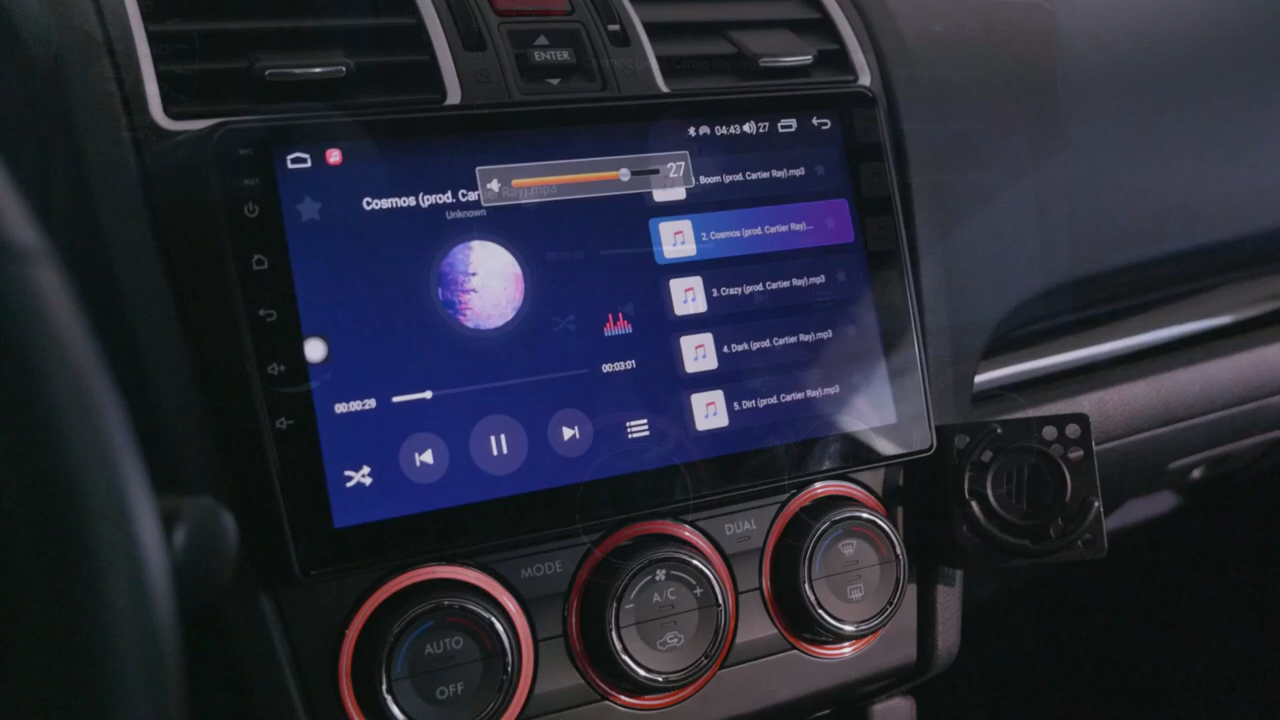 ENTER
04:43 27
27
Cosmos (prod. Cartier Ray).mp3
Unknown
1. Boom (prod. Cartier Ray).mp3
2. Cosmos (prod. Cartier Ray)...
3. Crazy (prod. Cartier Ray).mp3
4. Dark (prod. Cartier Ray).mp3
5. Dirt (prod. Cartier Ray).mp3
00:00:29
00:03:01
MODE
DUAL
AUTO
OFF
A/C